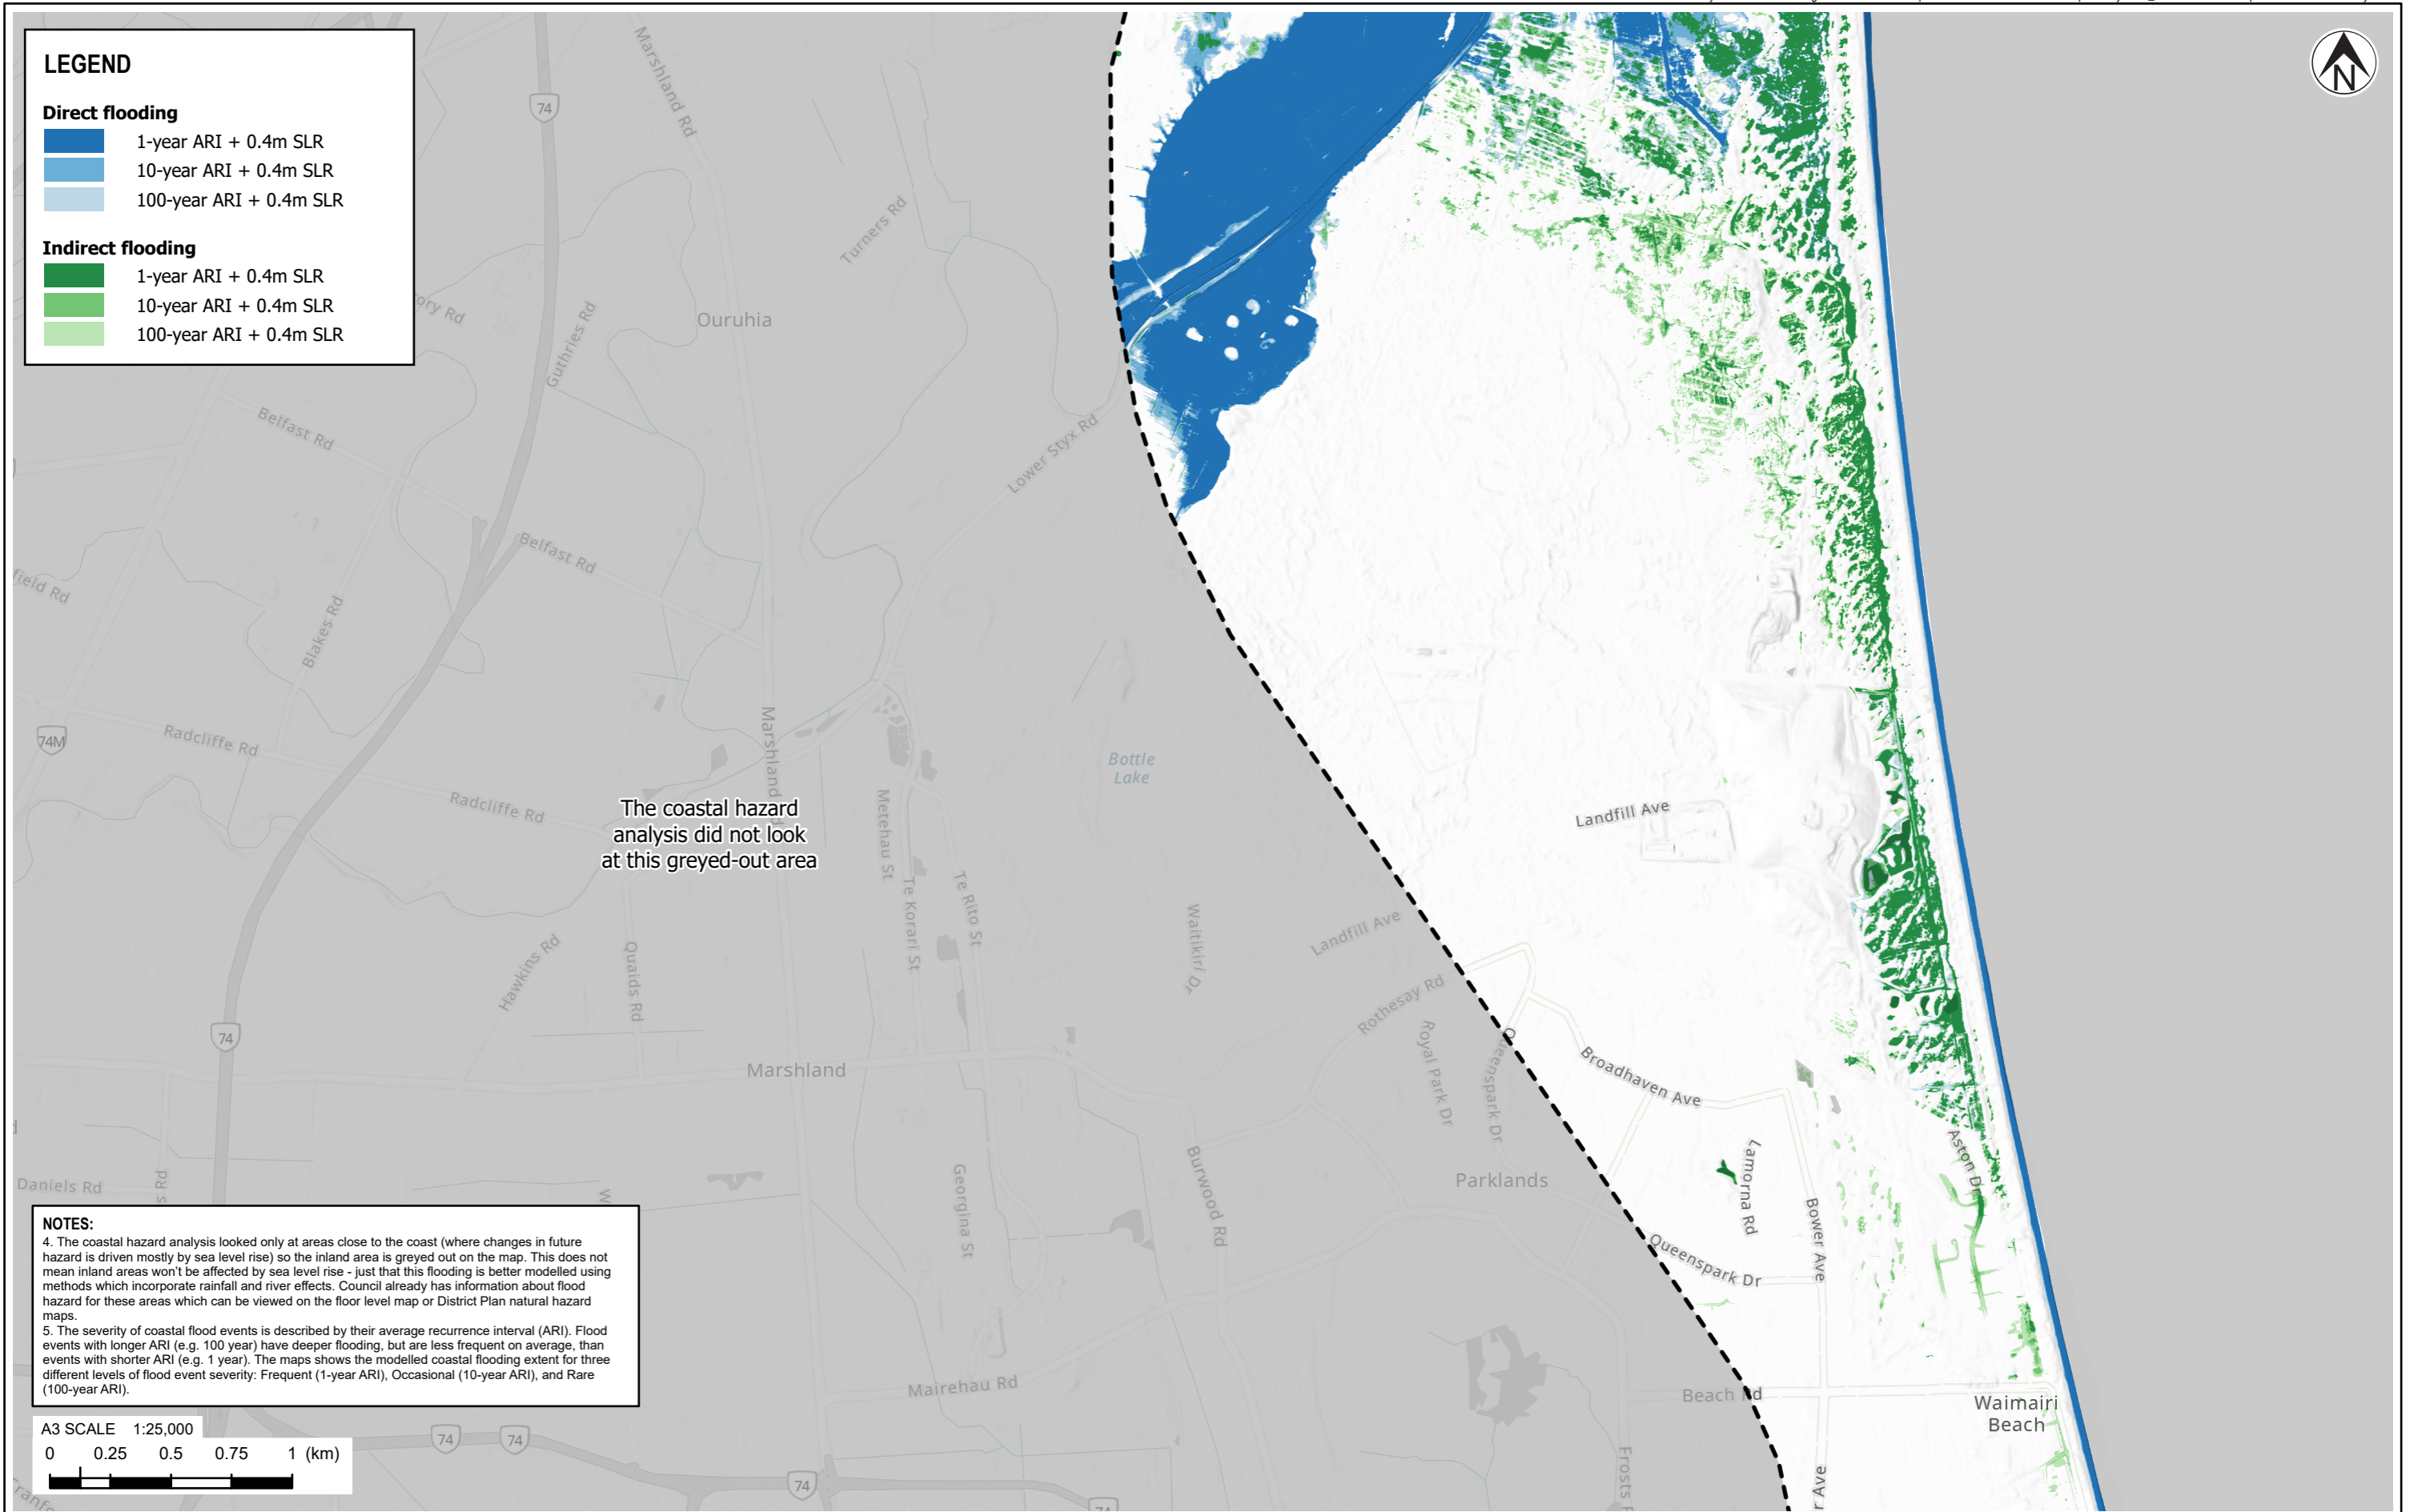 LEGEND
Direct flooding
1-year ARI + 0.4m SLR
10-year ARI + 0.4m SLR
100-year ARI + 0.4m SLR
Indirect flooding
1-year ARI + 0.4m SLR
10-year ARI + 0.4m SLR
100-year ARI + 0.4m SLR
N
Marshland Rd
74
Turners Rd
Ouruhia
Guthries Rd
Belfast Rd
Lower Styx Rd
Belfast Rd
Blakes Rd
Radcliffe Rd
74M
Marshland Rd
Bottle
Lake
Radcliffe Rd
The coastal hazard
analysis did not look
at this greyed-out area
Metehau St
Te Korari St
Te Rito St
Waitikiri Dr
Landfill Ave
Landfill Ave
Hawkins Rd
Quaids Rd
Rothesay Rd
Royal Park Dr
Queenspark Dr
74
Marshland
Broadhaven Ave
Aston Dr
Lamorna Rd
Parklands
Burwood Rd
Georgina St
Daniels Rd
Bower Ave
Queenspark Dr
NOTES:
4. The coastal hazard analysis looked only at areas close to the coast (where changes in future
hazard is driven mostly by sea level rise) so the inland area is greyed out on the map. This does not
mean inland areas won't be affected by sea level rise - just that this flooding is better modelled using
methods which incorporate rainfall and river effects. Council already has information about flood
hazard for these areas which can be viewed on the floor level map or District Plan natural hazard
maps.
5. The severity of coastal flood events is described by their average recurrence interval (ARI). Flood
events with longer ARI (e.g. 100 year) have deeper flooding, but are less frequent on average, than
events with shorter ARI (e.g. 1 year). The maps shows the modelled coastal flooding extent for three
different levels of flood event severity: Frequent (1-year ARI), Occasional (10-year ARI), and Rare
(100-year ARI).
Mairehau Rd
Beach Rd
Waimairi
Beach
A3 SCALE 1:25,000
0 0.25 0.5 0.75 1 (km)
74
74
74
74
Frosts
Ave